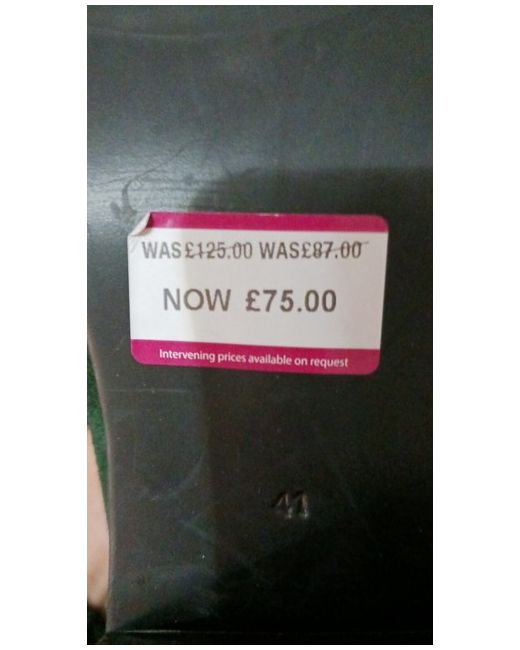 WAS £125.00 WAS £87.00
NOW £75.00
Intervening prices available on request
41